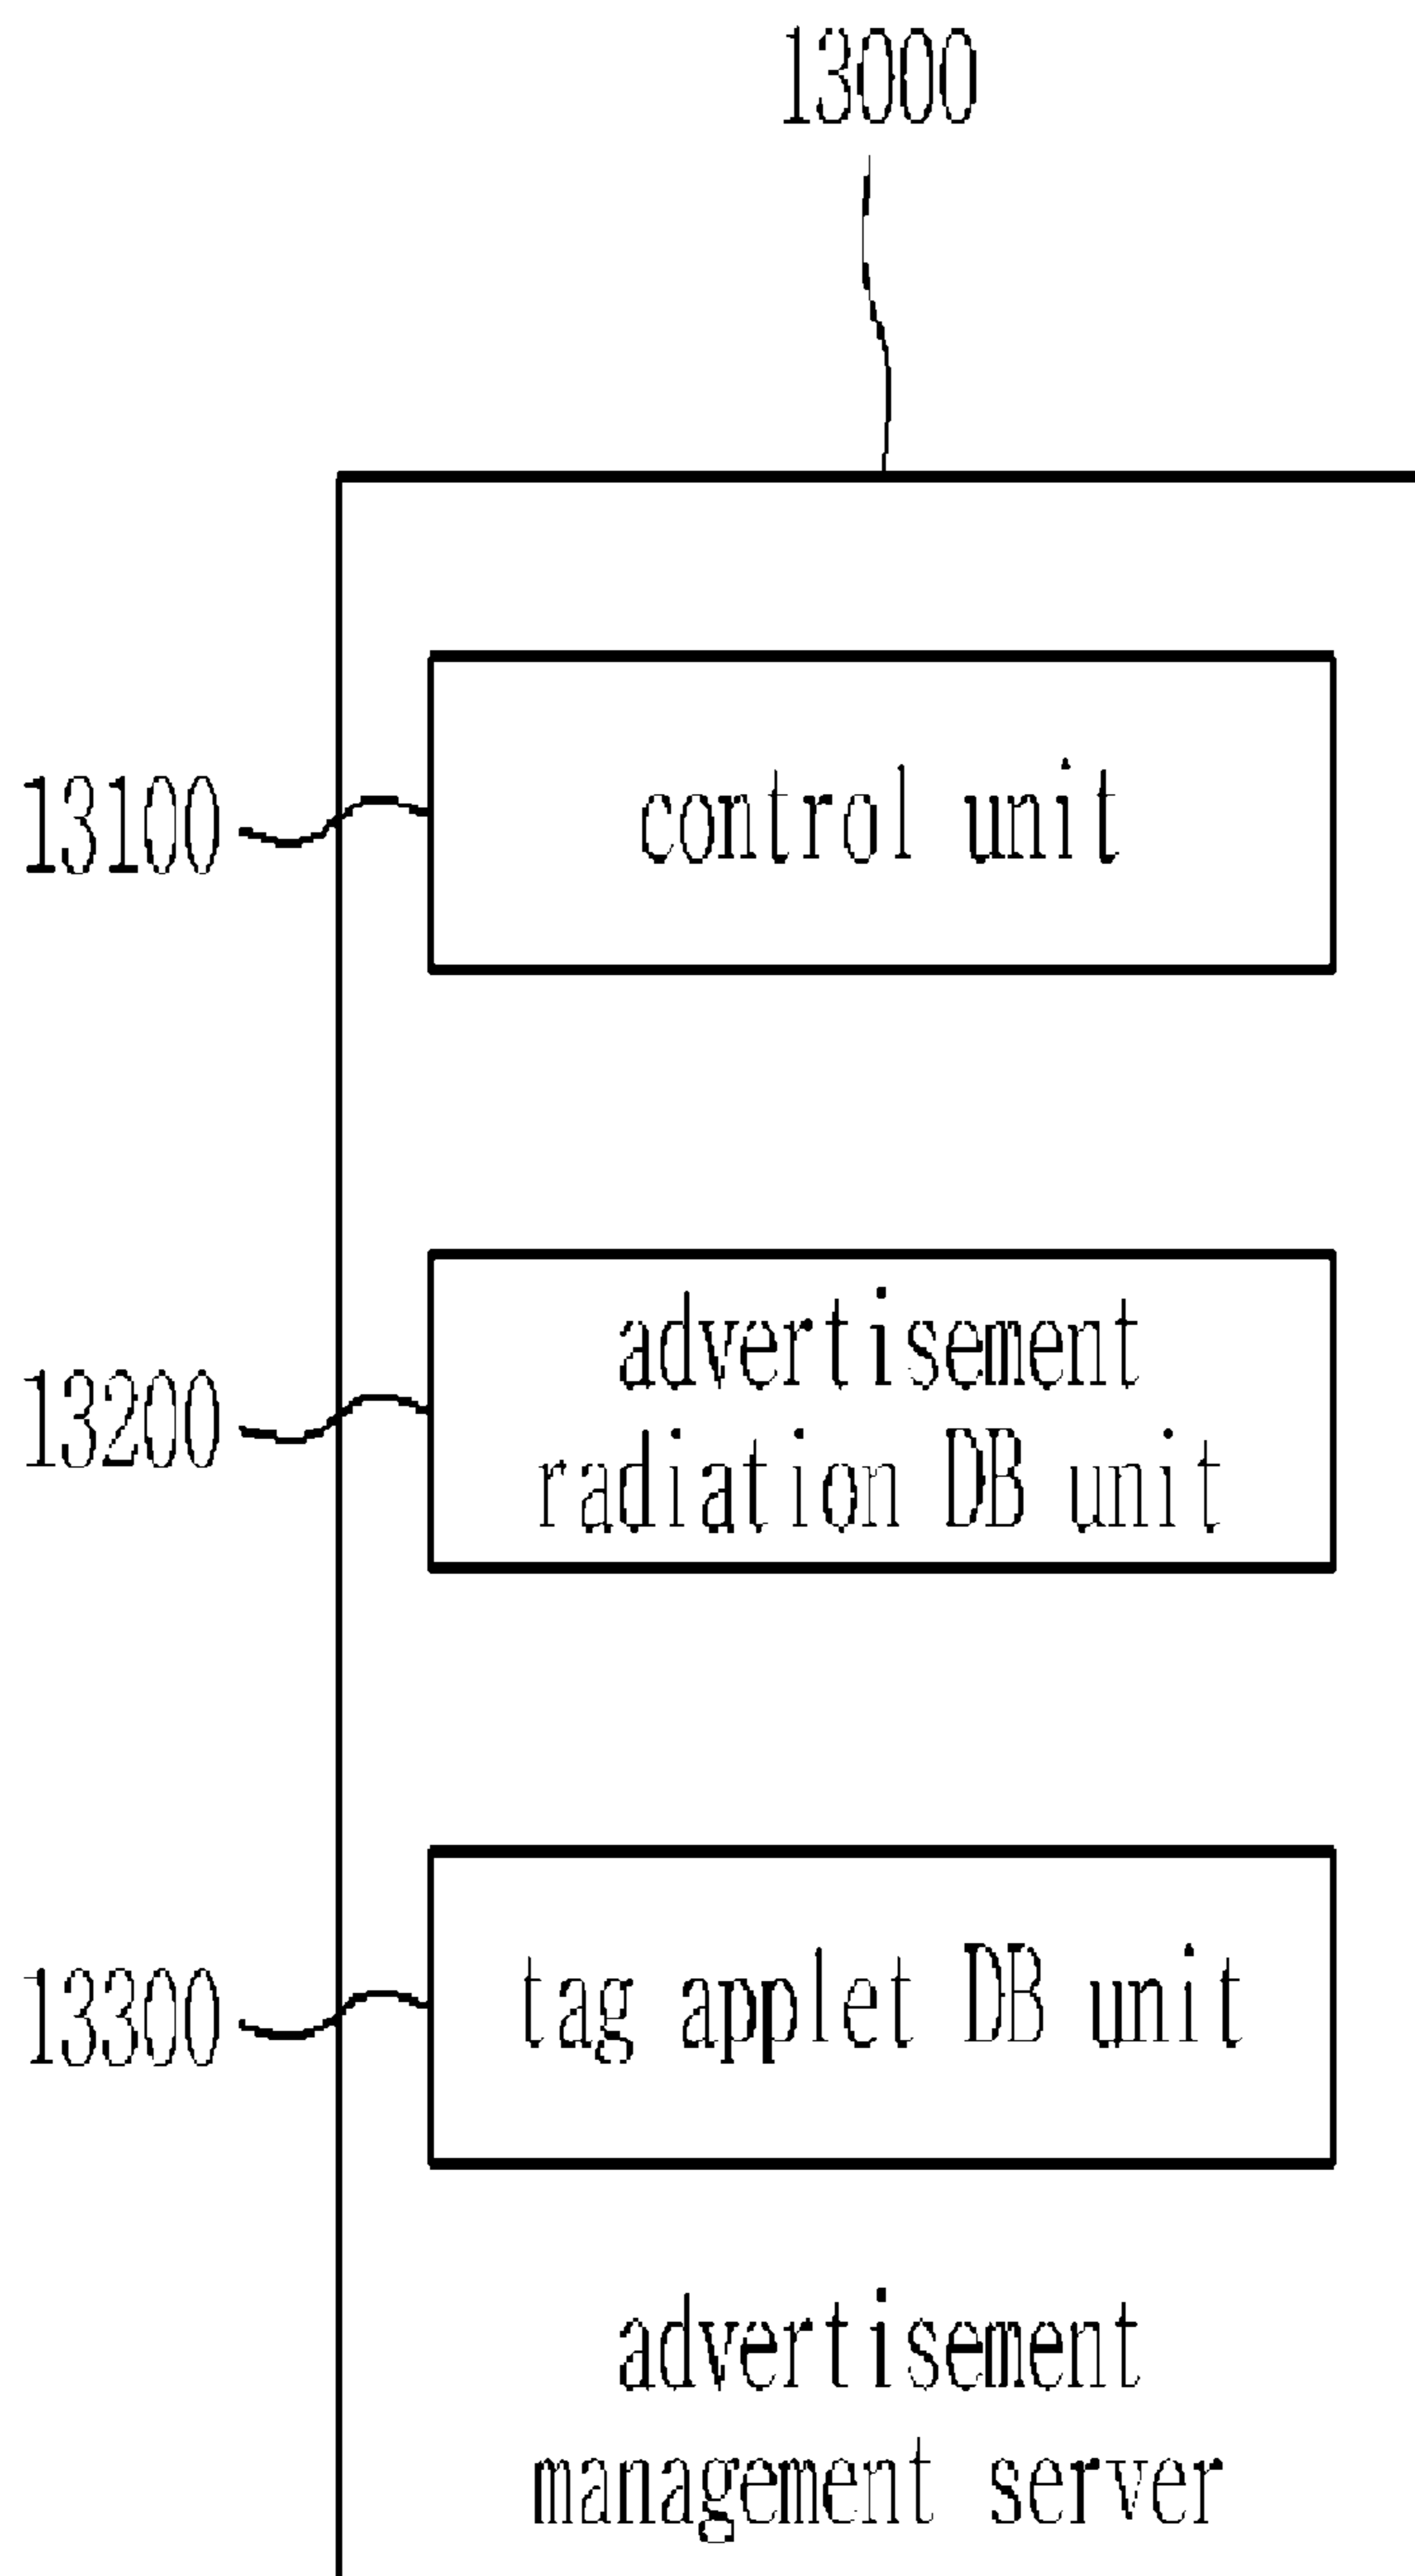 13000
13100
control unit
13200
advertisement
radiation DB unit
13300
tag applet DB unit
advertisement
management server